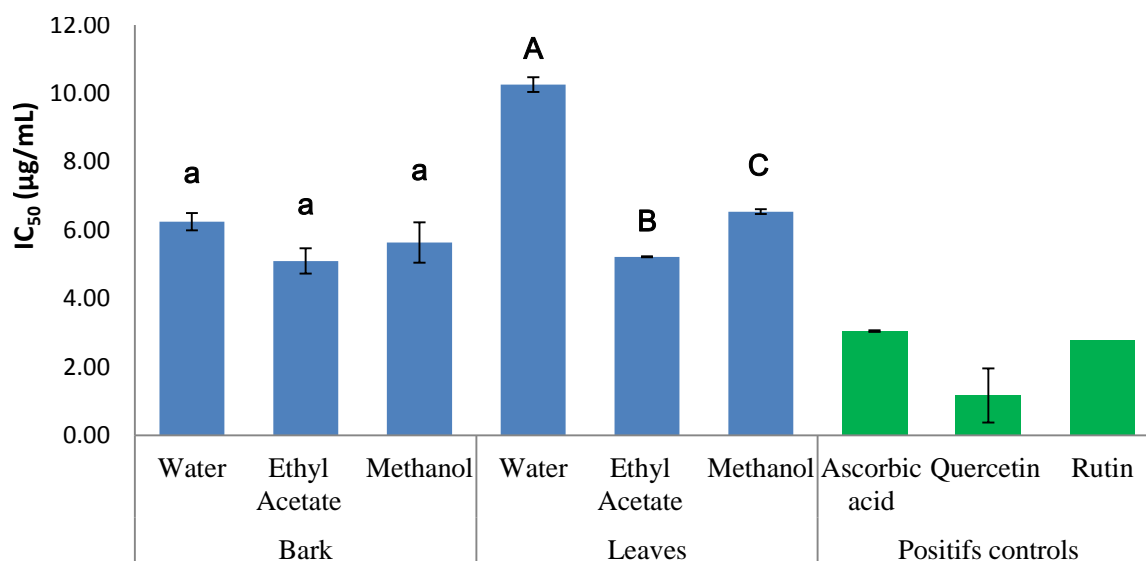 IC50 (µg/mL)
12.00
10.00
8.00
6.00
4.00
2.00
0.00
a
a
a
A
B
C
Water
Ethyl
Acetate
Methanol
Water
Ethyl
Acetate
Methanol
Ascorbic
acid
Quercetin
Rutin
Bark
Leaves
Positifs controls